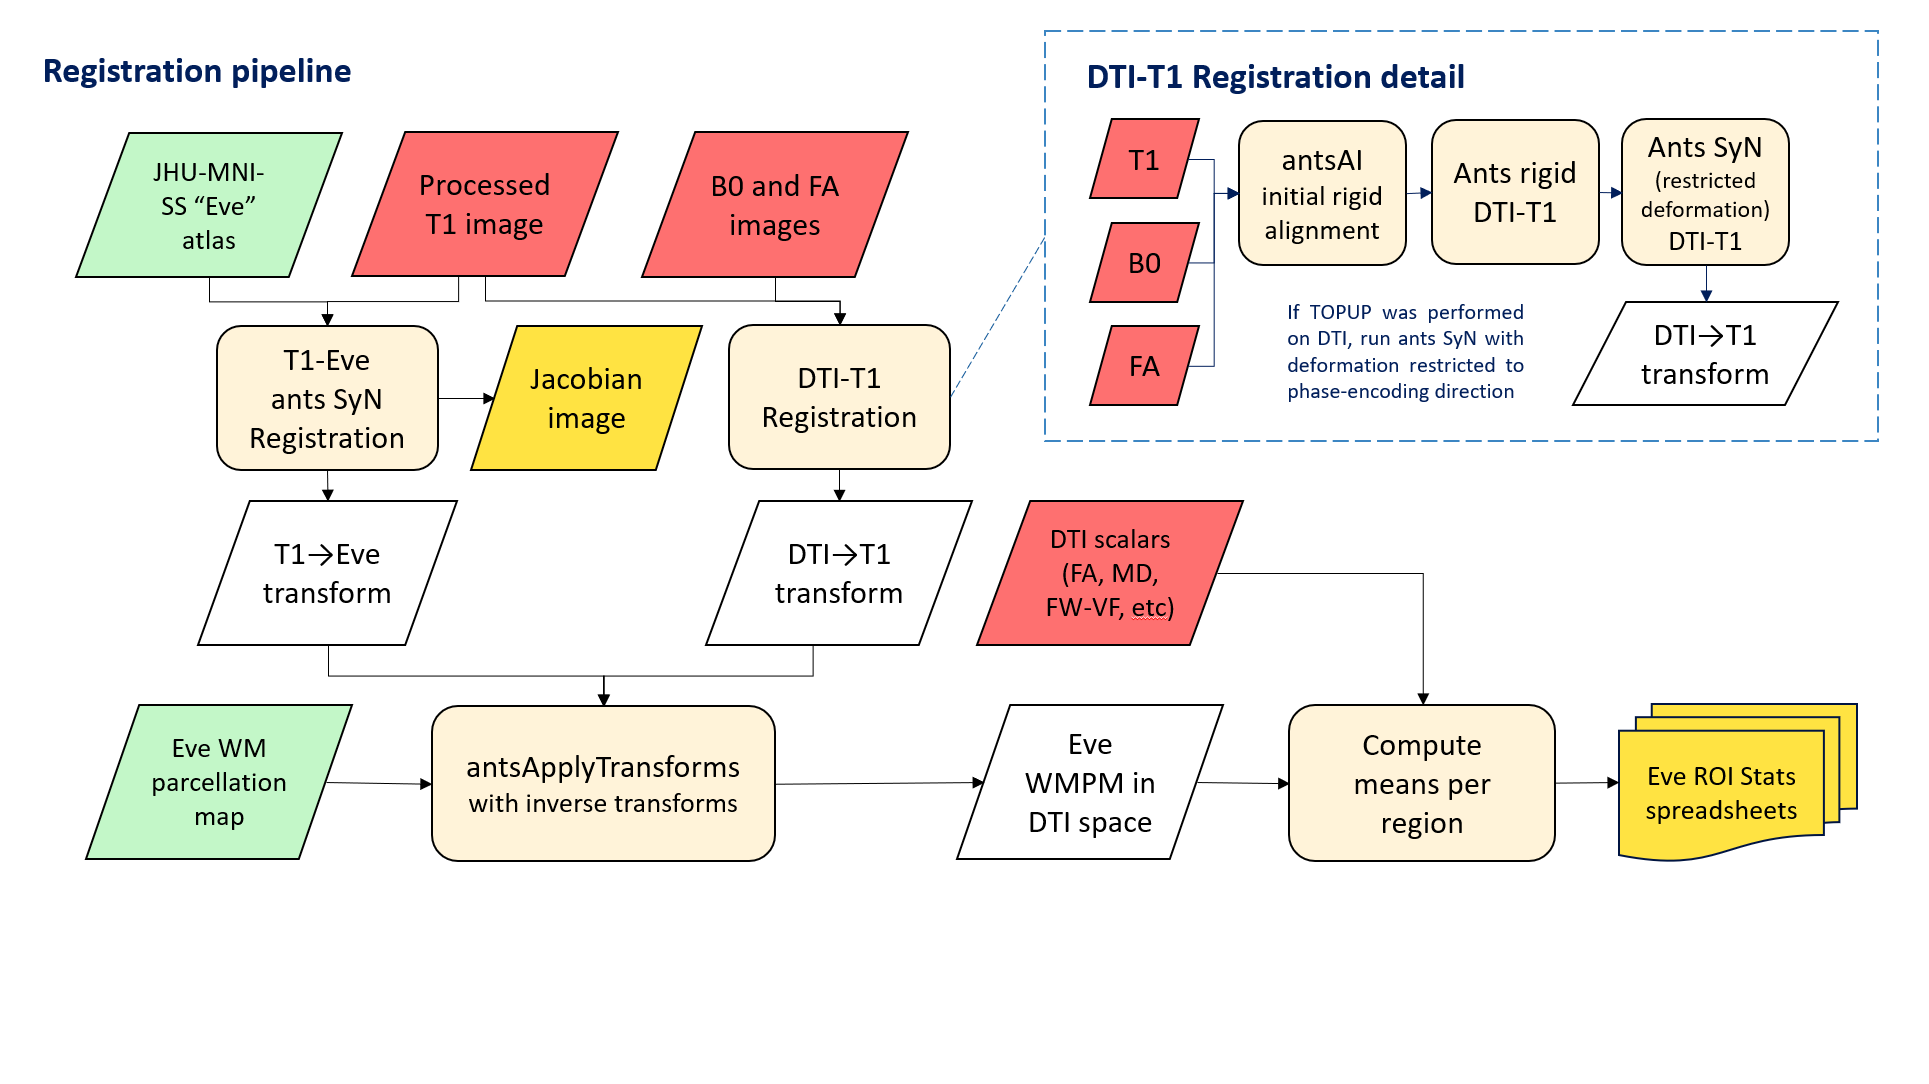 Registration pipeline
JHU-MNI-
SS “Eve”
atlas
Processed
T1 image
B0 and FA
images
T1-Eve
ants SyN
Registration
Jacobian
image
DTI-T1
Registration
T1→Eve
transform
DTI→T1
transform
DTI scalars
(FA, MD,
FW-VF, etc)
Eve WM
parcellation
map
antsApplyTransforms
with inverse transforms
Eve
WMPM in
DTI space
Compute
means per
region
Eve ROI Stats
spreadsheets
DTI-T1 Registration detail
T1
B0
FA
antsAI
initial rigid
alignment
Ants rigid
DTI-T1
Ants SyN
(restricted
deformation)
DTI-T1
If TOPUP was performed
on DTI, run ants SyN with
deformation restricted to
phase-encoding direction
DTI→T1
transform